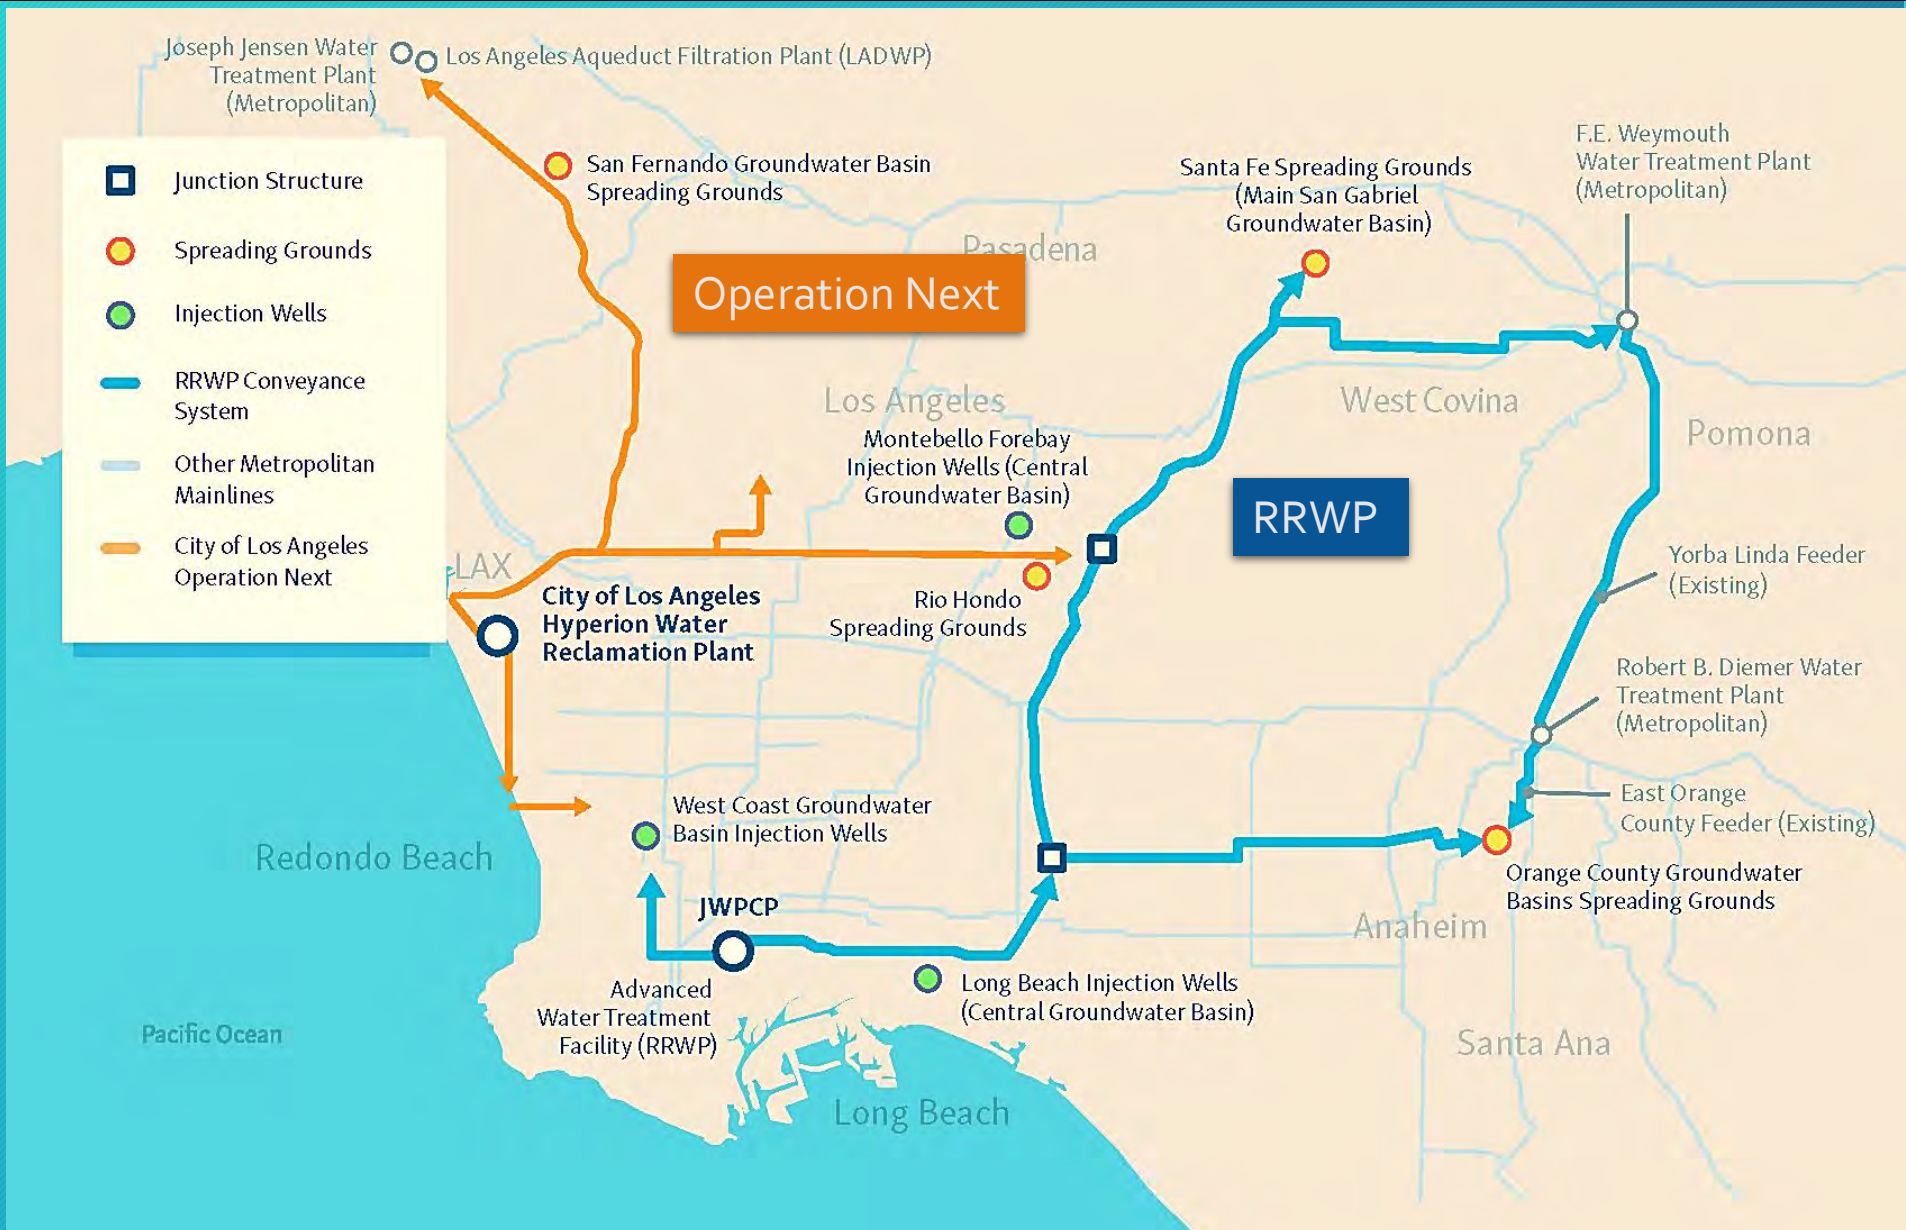 Joseph Jensen Water
Treatment Plant
(Metropolitan)
Los Angeles Aqueduct Filtration Plant (LADWP)
Junction Structure
Spreading Grounds
Injection Wells
RRWP Conveyance
System
Other Metropolitan
Mainlines
City of Los Angeles
Operation Next
San Fernando Groundwater Basin
Spreading Grounds
Operation Next
Pasadena
Santa Fe Spreading Grounds
(Main San Gabriel
Groundwater Basin)
F.E. Weymouth
Water Treatment Plant
(Metropolitan)
Los Angeles
West Covina
Pomona
Montebello Forebay
Injection Wells (Central
Groundwater Basin)
RRWP
LAX
City of Los Angeles
Hyperion Water
Reclamation Plant
Rio Hondo
Spreading Grounds
Yorba Linda Feeder
(Existing)
Robert B. Diemer Water
Treatment Plant
(Metropolitan)
East Orange
County Feeder (Existing)
West Coast Groundwater
Basin Injection Wells
Redondo Beach
Orange County Groundwater
Basins Spreading Grounds
JWPCP
Anaheim
Advanced
Water Treatment
Facility (RRWP)
Long Beach Injection Wells
(Central Groundwater Basin)
Pacific Ocean
Santa Ana
Long Beach